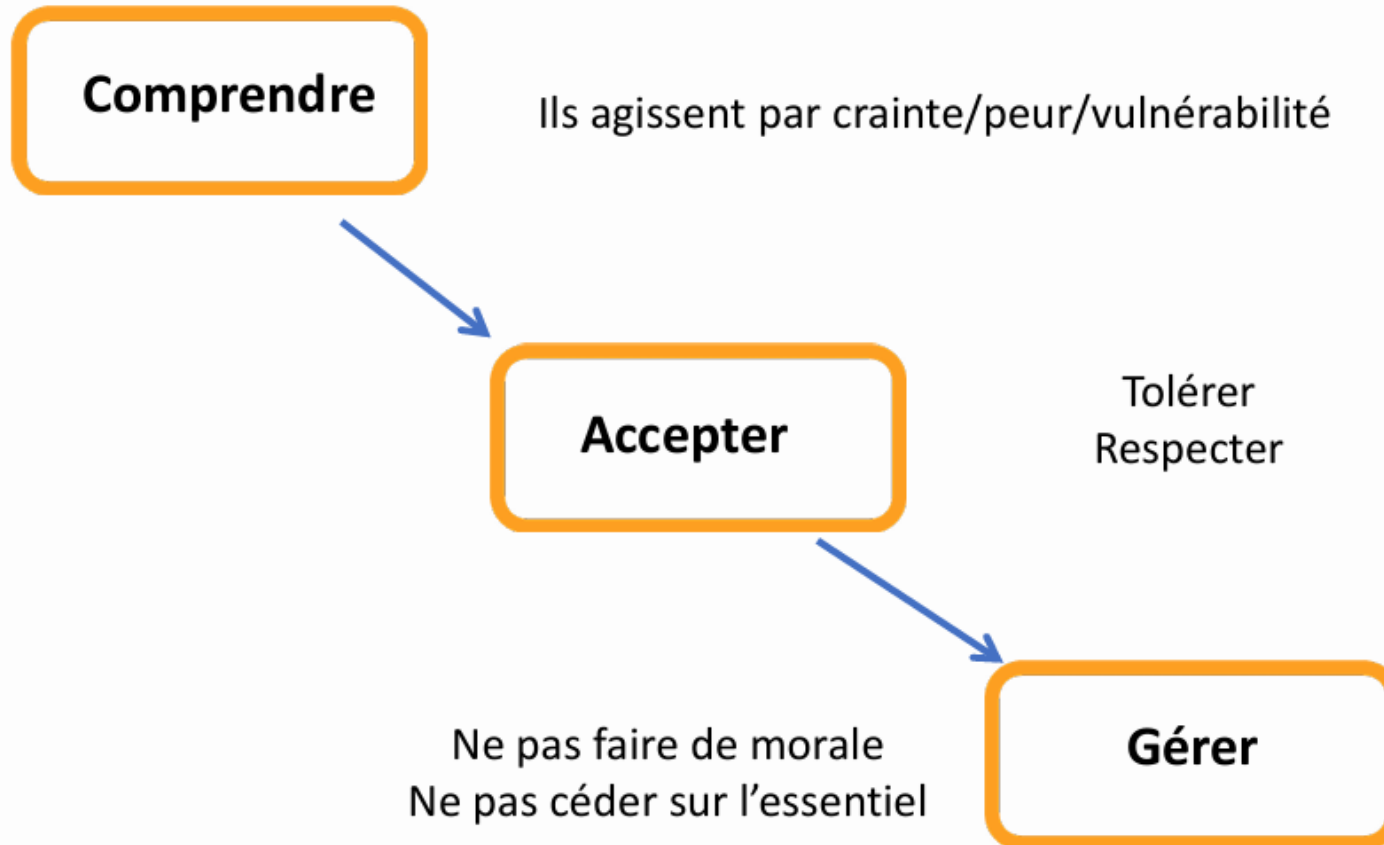 Comprendre
Ils agissent par crainte/peur/vulnérabilité
Accepter
Tolérer
Respecter
Gérer
Ne pas faire de morale
Ne pas céder sur l’essentiel